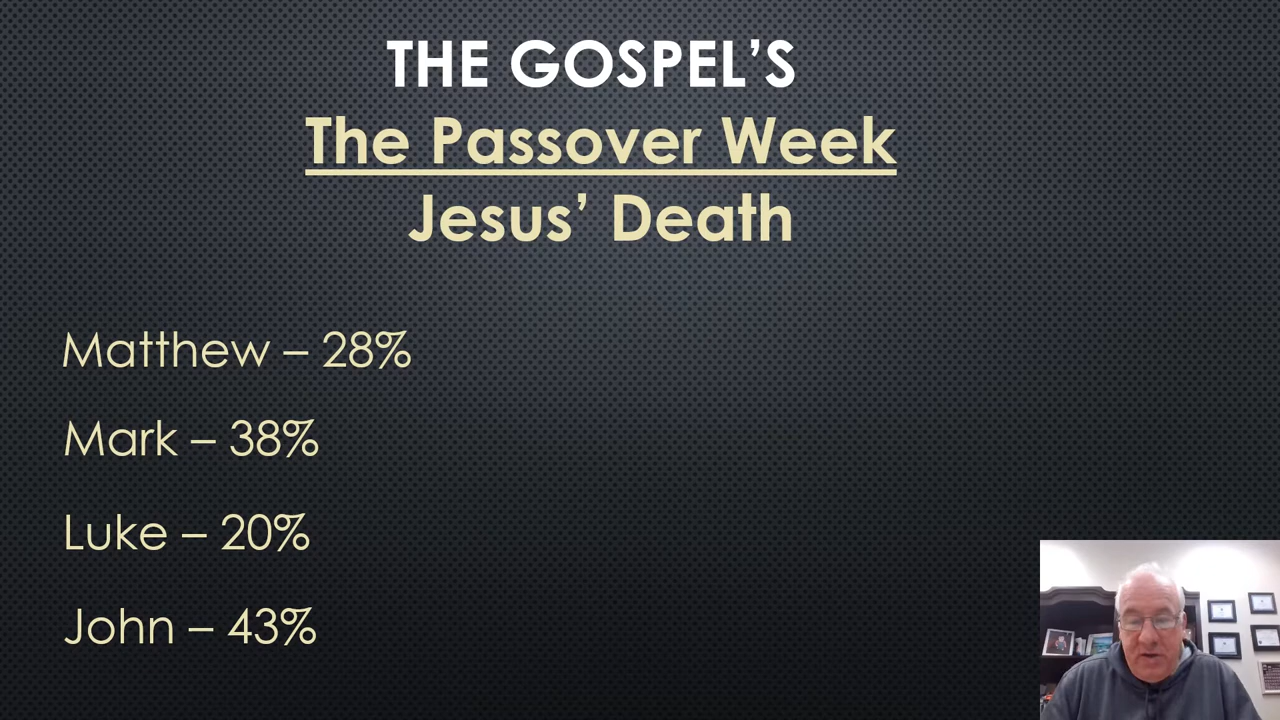 THE GOSPEL’S
The Passover Week
Jesus’ Death
Matthew – 28%
Mark – 38%
Luke – 20%
John – 43%